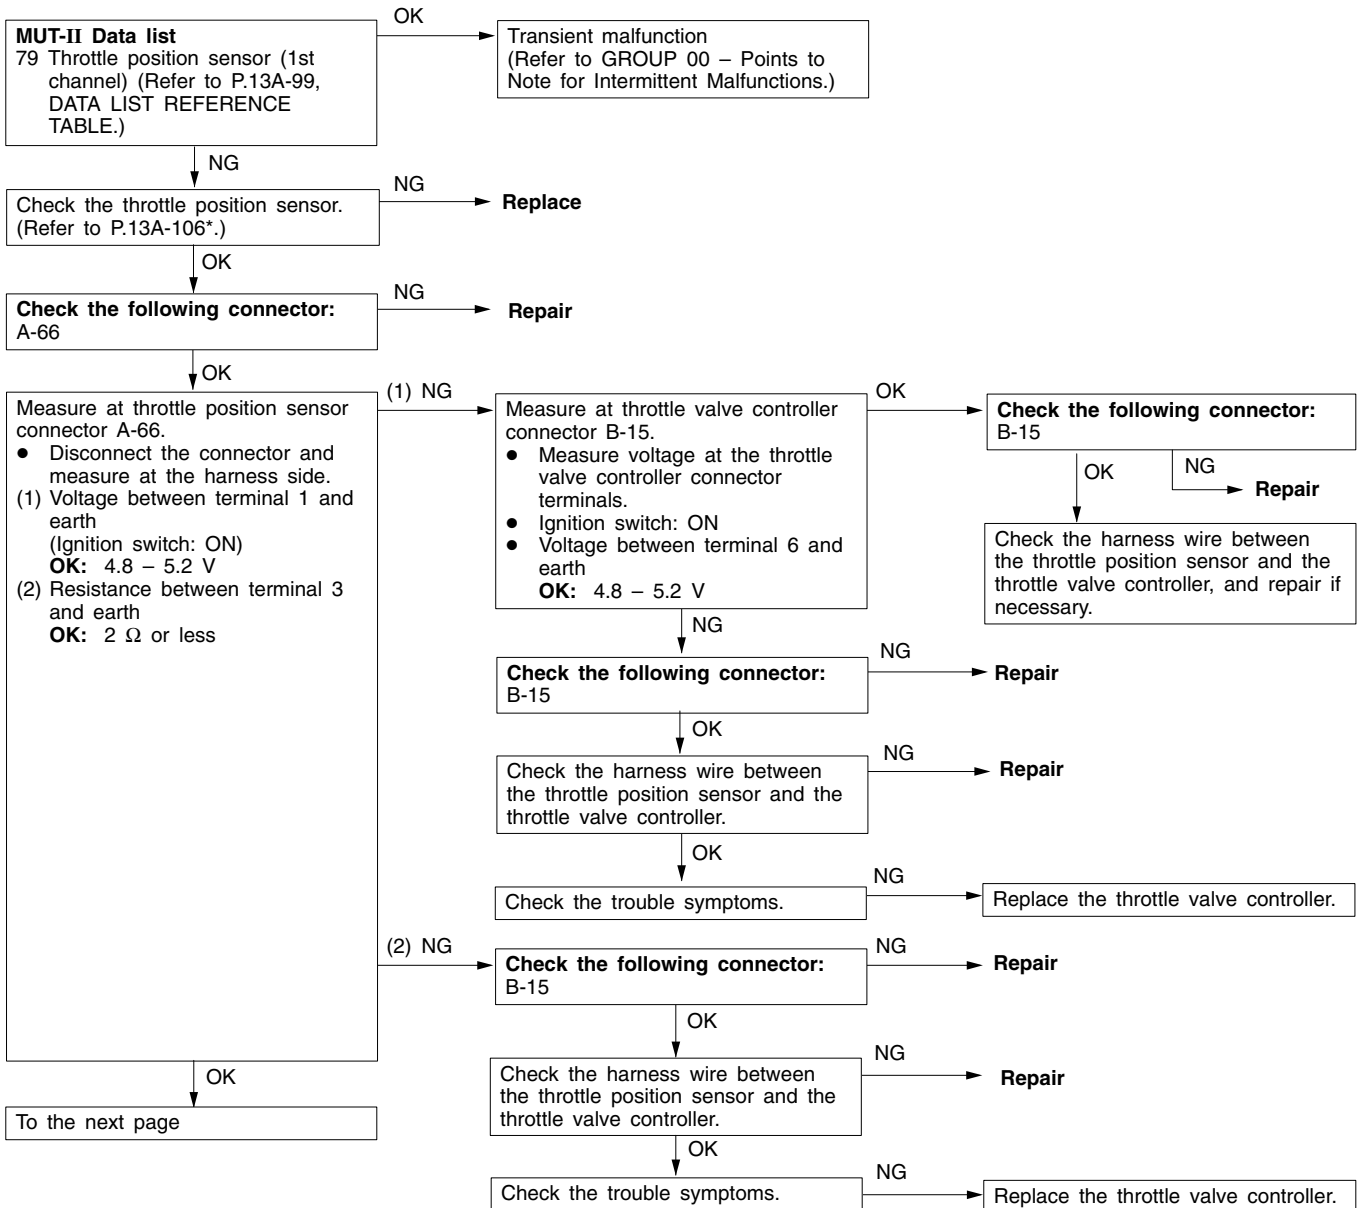 MUT-II Data list
79 Throttle position sensor (1st
channel) (Refer to P.13A-99,
DATA LIST REFERENCE
TABLE.)
OK
Transient malfunction
(Refer to GROUP 00 – Points to
Note for Intermittent Malfunctions.)
NG
Check the throttle position sensor.
(Refer to P.13A-106*.)
NG
Replace
OK
Check the following connector:
A-66
NG
Repair
OK
Measure at throttle position sensor
connector A-66.
● Disconnect the connector and
measure at the harness side.
(1) Voltage between terminal 1 and
earth
(Ignition switch: ON)
OK: 4.8 – 5.2 V
(2) Resistance between terminal 3
and earth
OK: 2 Ω or less
(1) NG
Measure at throttle valve controller
connector B-15.
● Measure voltage at the throttle
valve controller connector
terminals.
● Ignition switch: ON
● Voltage between terminal 6 and
earth
OK: 4.8 – 5.2 V
OK
Check the following connector:
B-15
OK
NG
Repair
Check the harness wire between
the throttle position sensor and the
throttle valve controller, and repair if
necessary.
NG
Check the following connector:
B-15
NG
Repair
OK
Check the harness wire between
the throttle position sensor and the
throttle valve controller.
NG
Repair
OK
Check the trouble symptoms.
NG
Replace the throttle valve controller.
(2) NG
Check the following connector:
B-15
NG
Repair
OK
Check the harness wire between
the throttle position sensor and the
throttle valve controller.
NG
Repair
OK
Check the trouble symptoms.
NG
Replace the throttle valve controller.
OK
To the next page